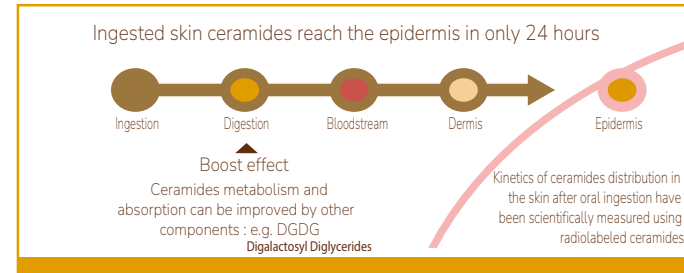 Ingested skin ceramides reach the epidermis in only 24 hours
Ingestion
Digestion
Bloodstream
Dermis
Epidermis
Boost effect
Ceramides metabolism and
absorption can be improved by other
components : e.g. DGDG
Digalactosyl Diglycerides
Kinetics of ceramides distribution in
the skin after oral ingestion have
been scientifically measured using
radiolabeled ceramides